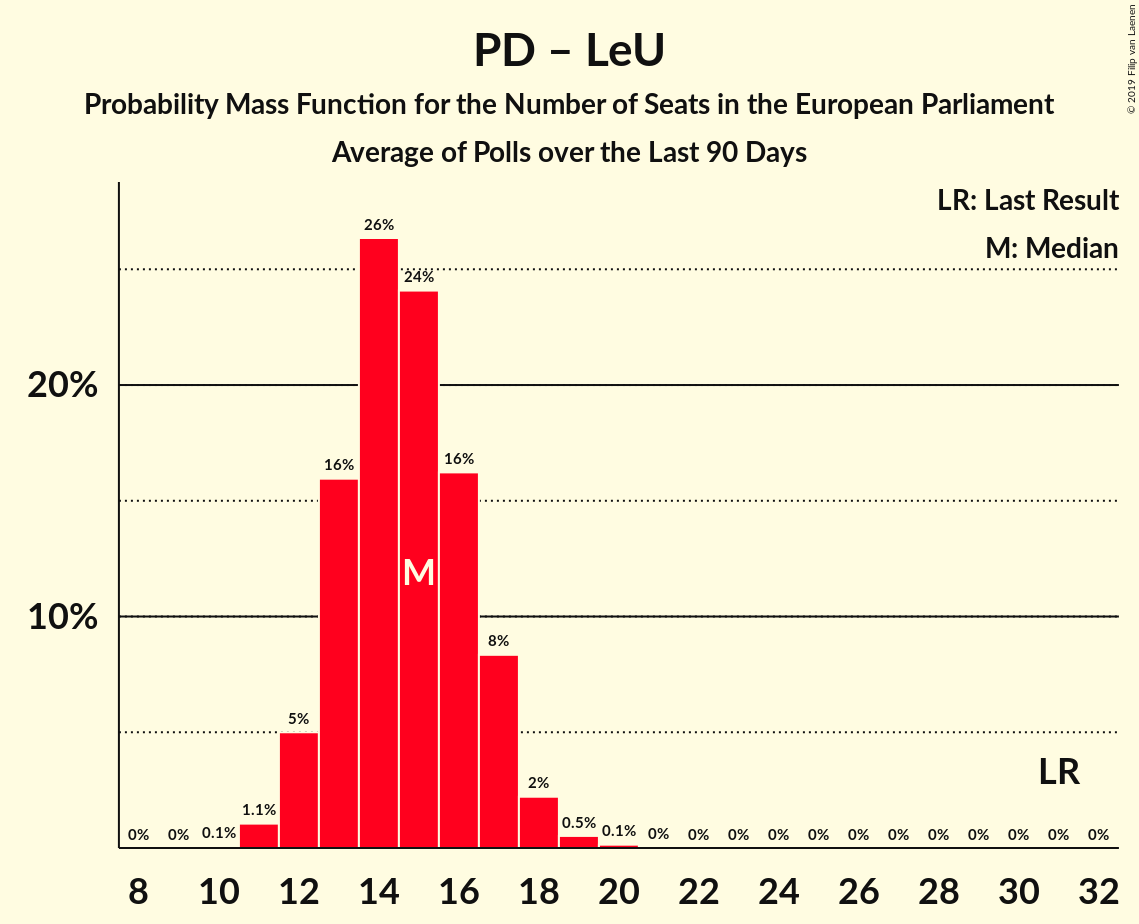 PD – LeU
Probability Mass Function for the Number of Seats in the European Parliament
Average of Polls over the Last 90 Days
© 2019 Filip van Laenen
LR: Last Result
M: Median
26%
24%
20%
16%
16%
M
10%
8%
5%
LR
2%
1.1%
0.5%
0% 0% 0.1% 0.1% 0% 0% 0% 0% 0% 0% 0% 0% 0% 0% 0% 0%
8 10 12 14 16 18 20 22 24 26 28 30 32